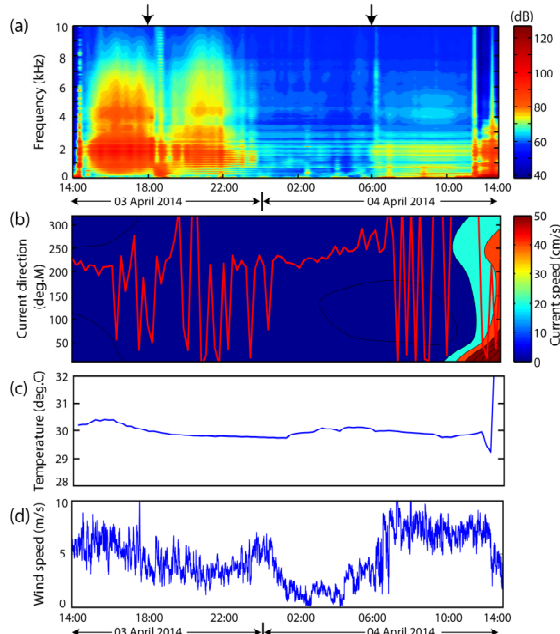 (a)
(dB)
Frequency (kHz)
10
8
6
4
2
0
120
100
80
60
40
14:00 18:00 22:00 02:00 06:00 10:00 14:00
03 April 2014 04 April 2014
(b)
Current direction
(deg.M)
300
250
200
150
100
50
50
40
30
20
10
0
Current speed (cm/s)
(c)
Temperature (deg.C)
32
31
30
29
28
(d)
Wind speed (m/s)
10
5
0
14:00 18:00 22:00 02:00 06:00 10:00 14:00
03 April 2014 04 April 2014